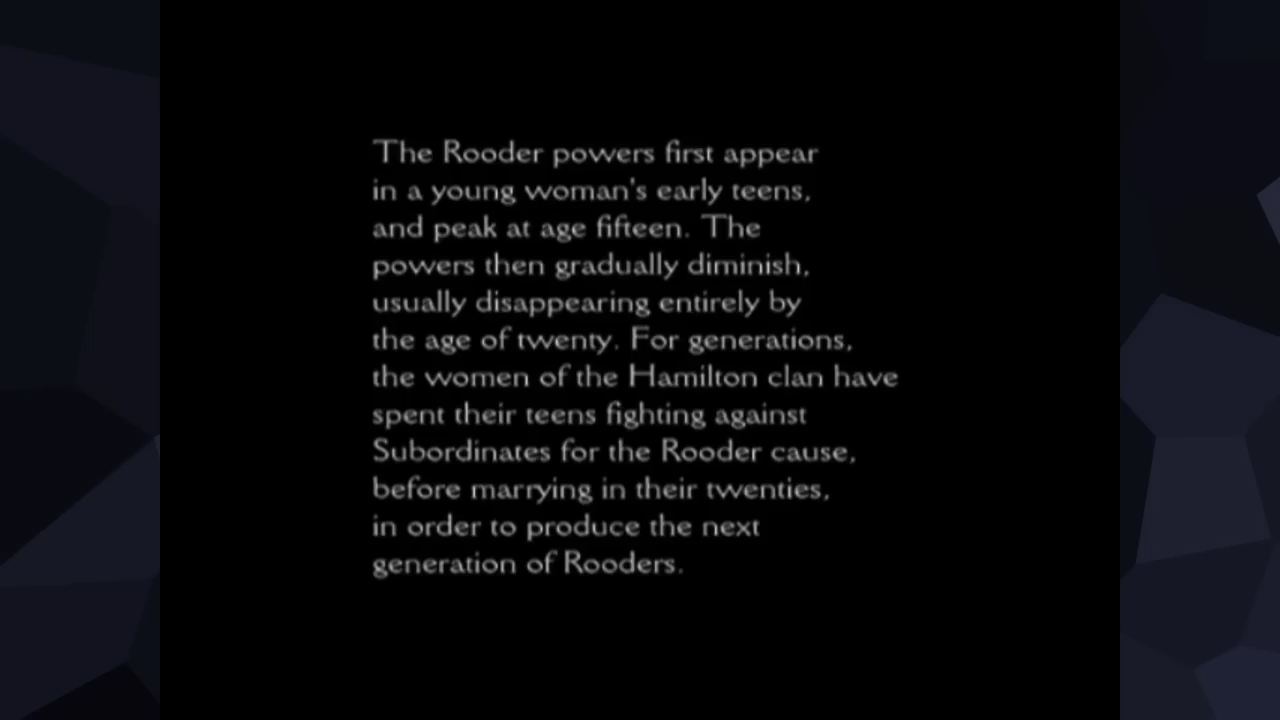 The Rooder powers first appear
in a young woman's early teens,
and peak at age fifteen. The
powers then gradually diminish,
usually disappearing entirely by
the age of twenty. For generations,
the women of the Hamilton clan have
spent their teens fighting against
Subordinates for the Rooder cause,
before marrying in their twenties,
in order to produce the next
generation of Rooders.